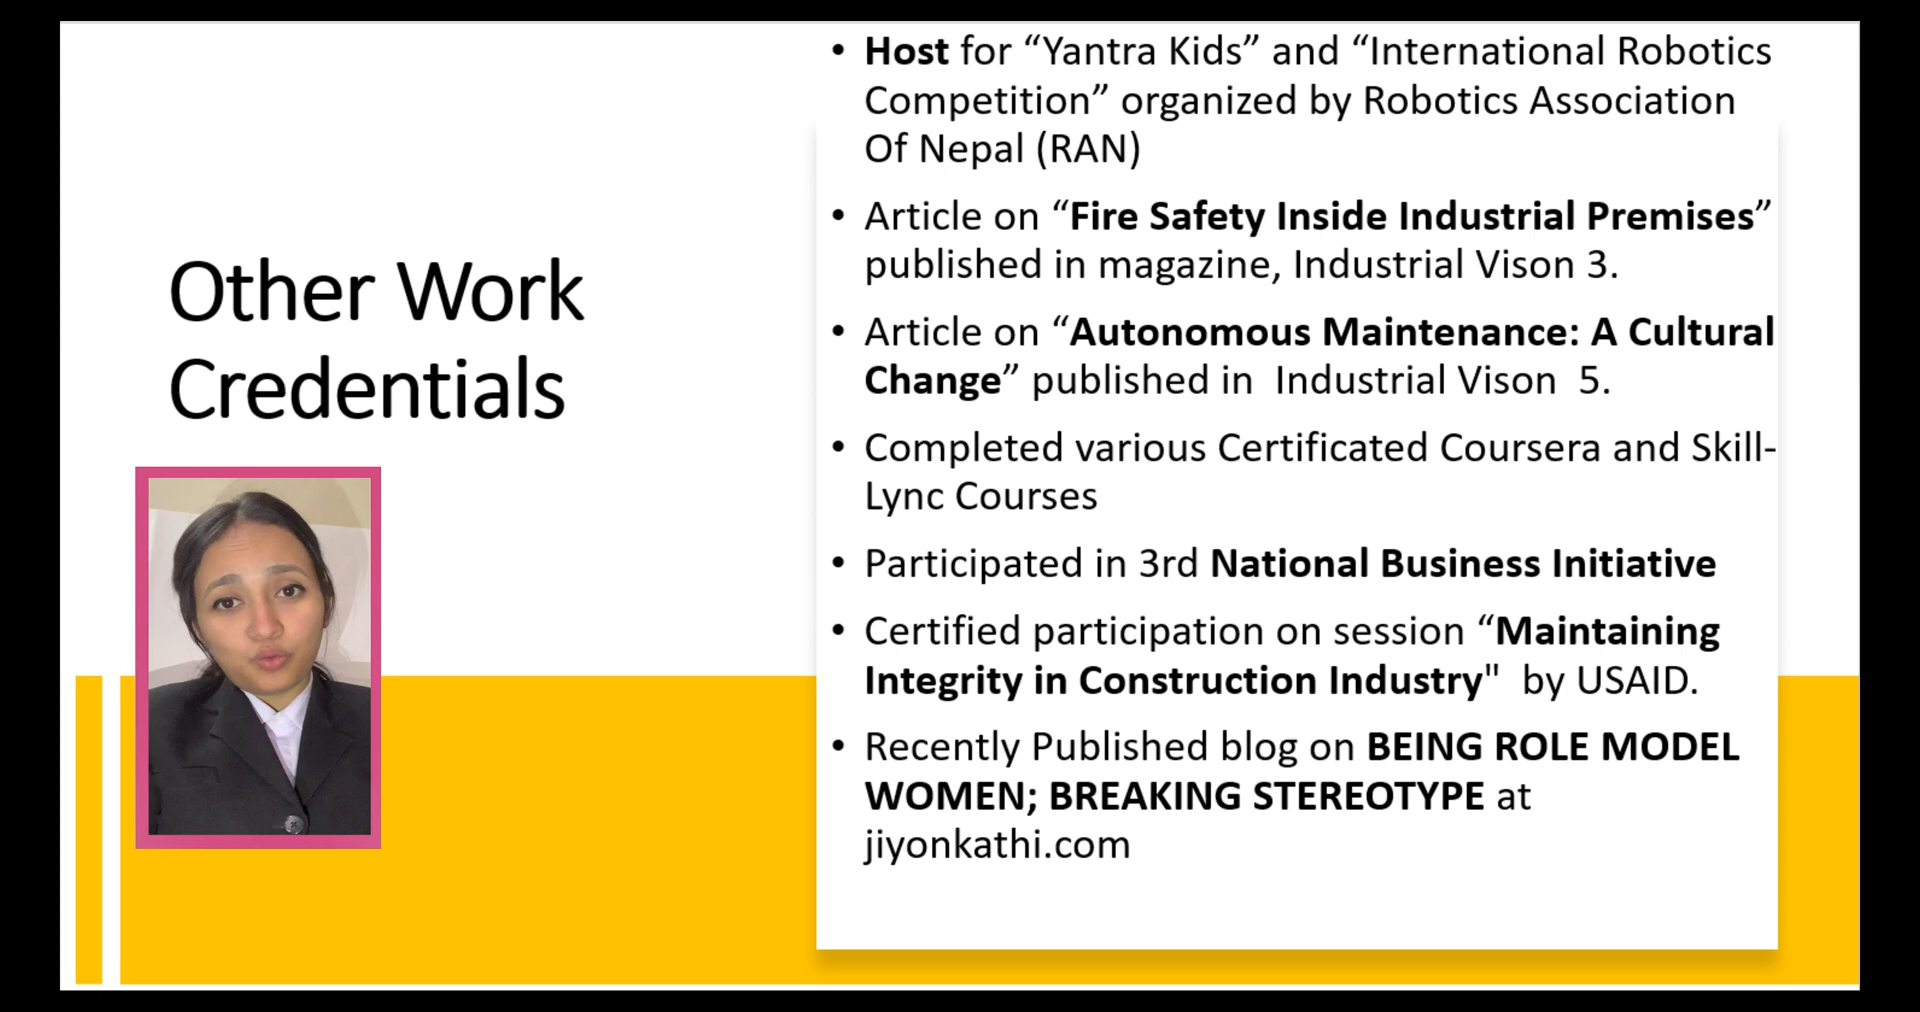 Other Work
Credentials
• Host for “Yantra Kids” and “International Robotics
Competition” organized by Robotics Association
Of Nepal (RAN)
• Article on “Fire Safety Inside Industrial Premises”
published in magazine, Industrial Vison 3.
• Article on “Autonomous Maintenance: A Cultural
Change” published in  Industrial Vison  5.
• Completed various Certificated Coursera and Skill-
Lync Courses
• Participated in 3rd National Business Initiative
• Certified participation on session “Maintaining
Integrity in Construction Industry"  by USAID.
• Recently Published blog on BEING ROLE MODEL
WOMEN; BREAKING STEREOTYPE at
jiyonkathi.com